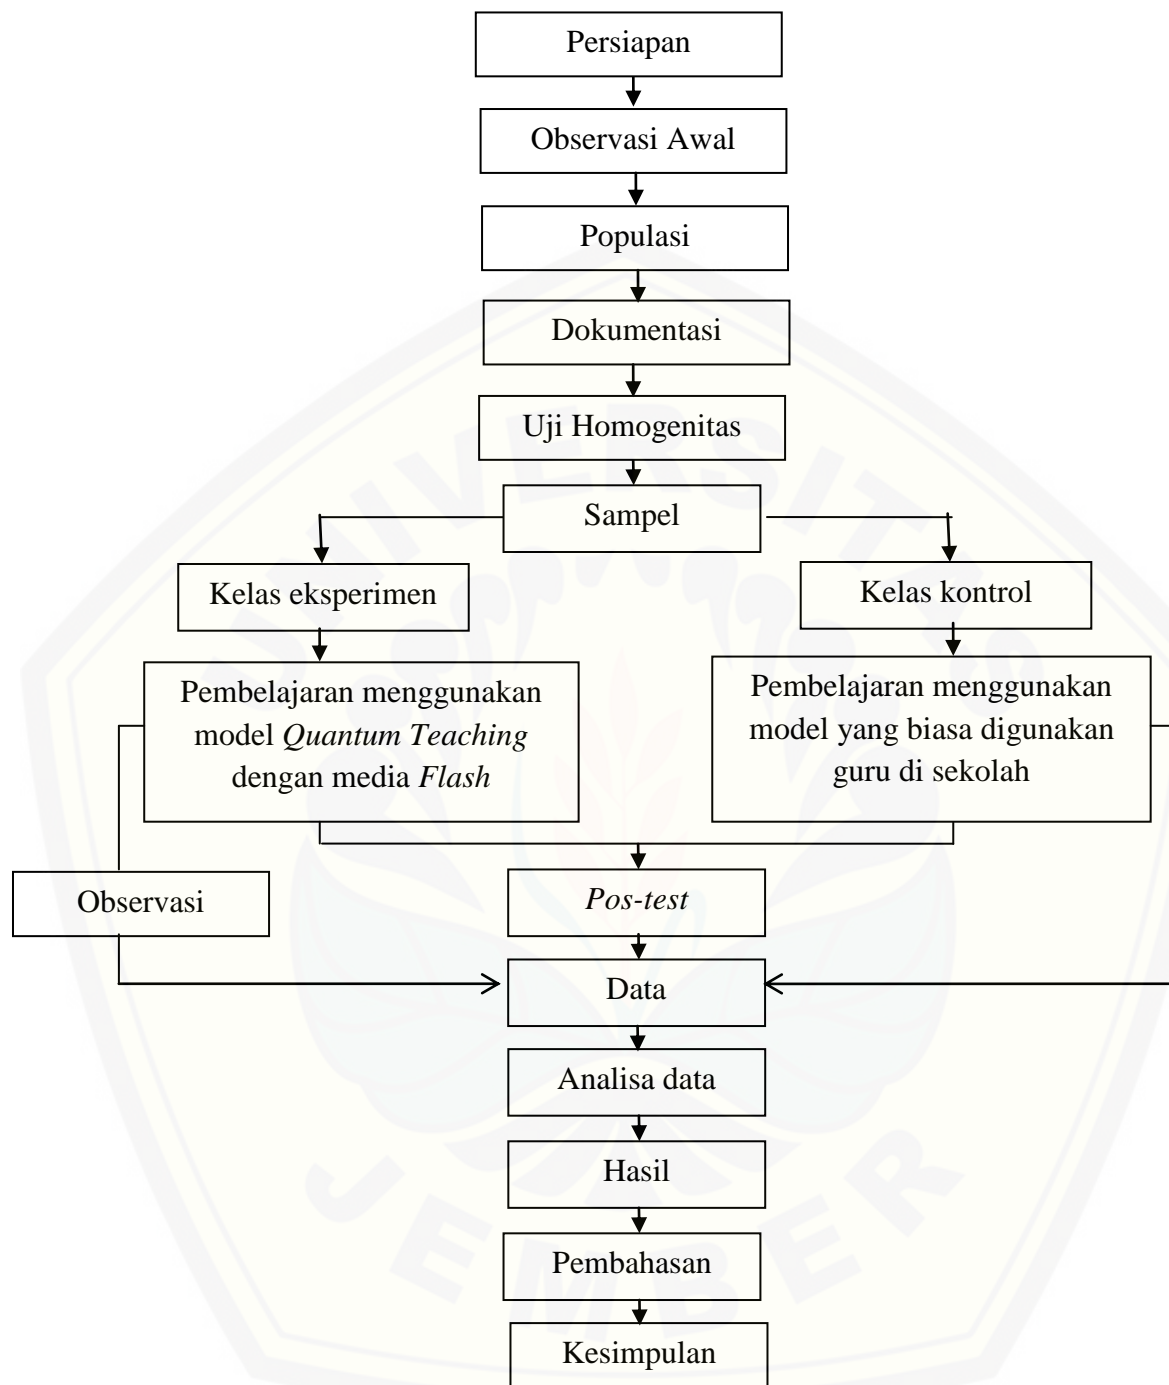 Persiapan
Observasi Awal
Populasi
Dokumentasi
Uji Homogenitas
Sampel
Kelas eksperimen
Kelas kontrol
Pembelajaran menggunakan
model Quantum Teaching
dengan media Flash
Pembelajaran menggunakan
model yang biasa digunakan
guru di sekolah
Observasi
Pos-test
Data
Analisa data
Hasil
Pembahasan
Kesimpulan
UNIVERSITAS
JEMBER